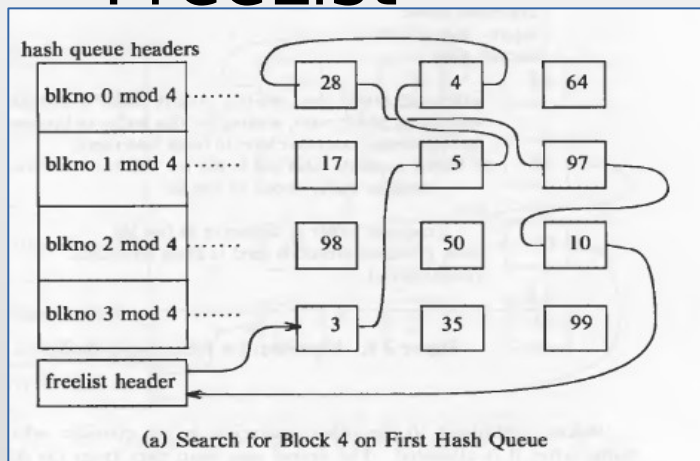 FreeList
hash queue headers
blkno 0 mod 4 28 4 64
blkno 1 mod 4 17 5 97
blkno 2 mod 4 98 50 10
blkno 3 mod 4 3 35 99
freelist header
(a) Search for Block 4 on First Hash Queue